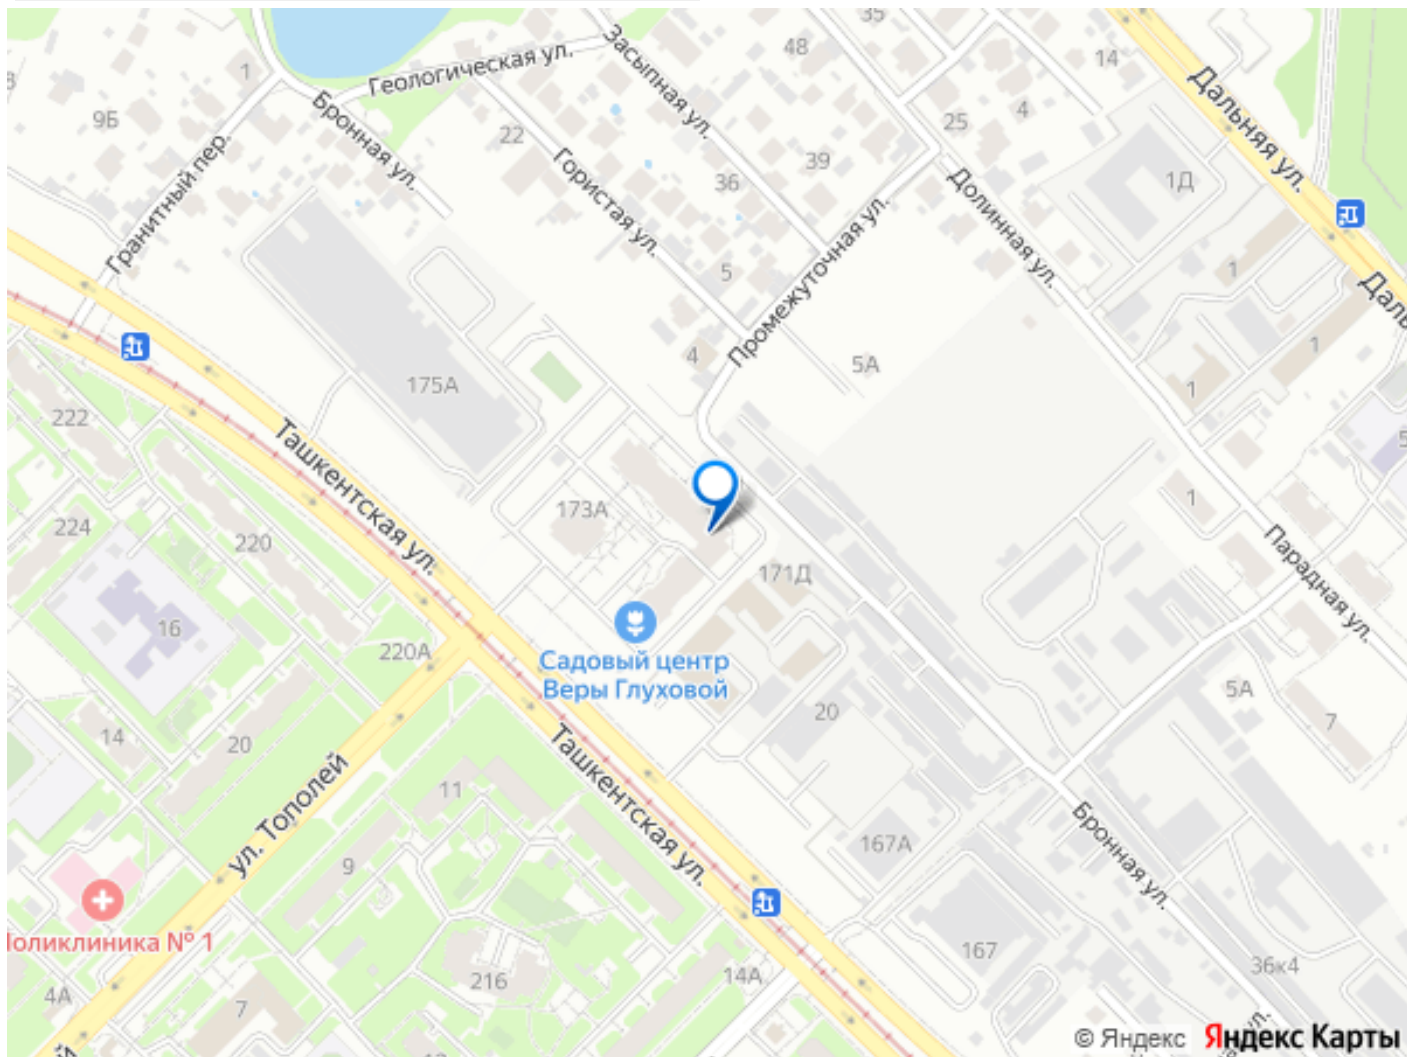 35
48
14
Засыпная ул.
Геологическая ул.
1
Дальняя ул.
9Б
Бронная ул.
25
4
22
39
Гранитный пер.
36
1Д
Гористая ул.
Долинная ул.
Промежуточная ул.
5
1
1
4
5А
175А
1
222
Ташкентская ул.
173А
1
224
220
171Д
Парадная ул.
16
220А
Садовый центр
Веры Глуховой
5А
20
7
14
20
11
ул. Тополей
Ташкентская ул.
9
167А
Бронная ул.
Поликлиника № 1
167
36к4
216
14А
4А
7
© Яндекс Яндекс Карты